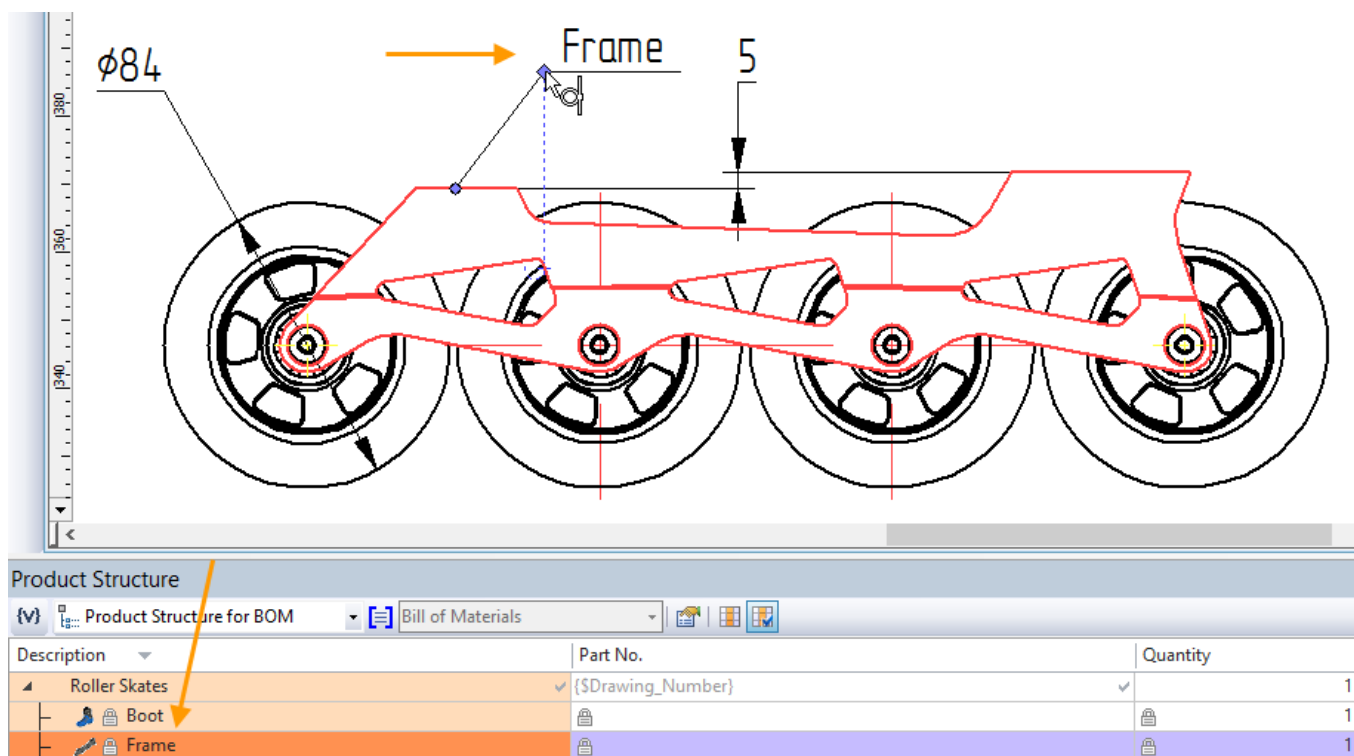 Frame
5
ϕ84
380
360
340
Product Structure
{v} Product Structure for BOM Bill of Materials
Description Part No. Quantity
Roller Skates {$Drawing_Number} 1
Boot 1
Frame 1